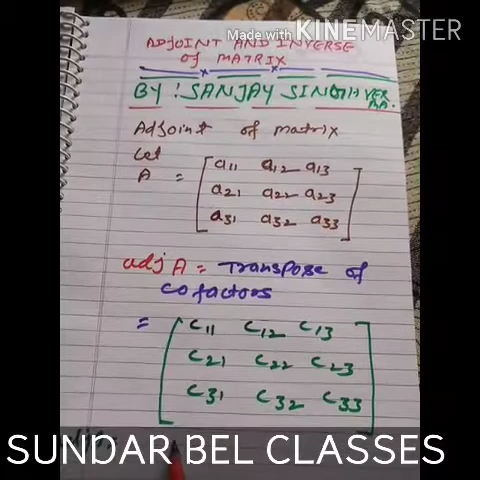 Made with KINEMASTER
ADJOINT AND INVERSE
of MATRIX
BY : SANJAY SINGH
Adjoint of matrix
Let
A = [ a11 a12 a13
a21 a22 a23
a31 a32 a33 ]
adj A = Transpose of
cofactors
= [ c11 c12 c13
c21 c22 c23
c31 c32 c33 ]
SUNDAR BEL CLASSES